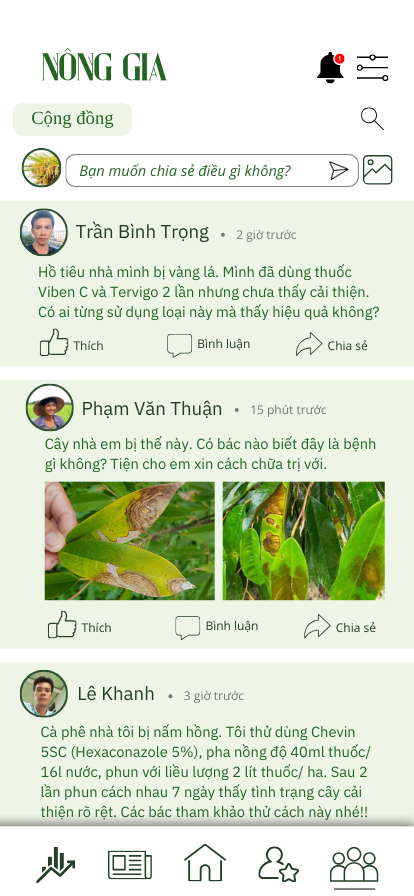 NÔNG GIA
Cộng đồng
Bạn muốn chia sẻ điều gì không?
Trần Bình Trọng • 2 giờ trước
Hồ tiêu nhà mình bị vàng lá. Mình đã dùng thuốc
Viben C và Tervigo 2 lần nhưng chưa thấy cải thiện.
Có ai từng sử dụng loại này mà thấy hiệu quả không?
Thích Bình luận Chia sẻ
Phạm Văn Thuận • 15 phút trước
Cây nhà em bị thế này. Có bác nào biết đây là bệnh
gì không? Tiện cho em xin cách chữa trị với.
Thích Bình luận Chia sẻ
Lê Khanh • 3 giờ trước
Cà phê nhà tôi bị nấm hồng. Tôi thử dùng Chevin
5SC (Hexaconazole 5%), pha nồng độ 40ml thuốc/
16l nước, phun với liều lượng 2 lít thuốc/ ha. Sau 2
lần phun cách nhau 7 ngày thấy tình trạng cây cải
thiện rõ rệt. Các bác tham khảo thử cách này nhé!!